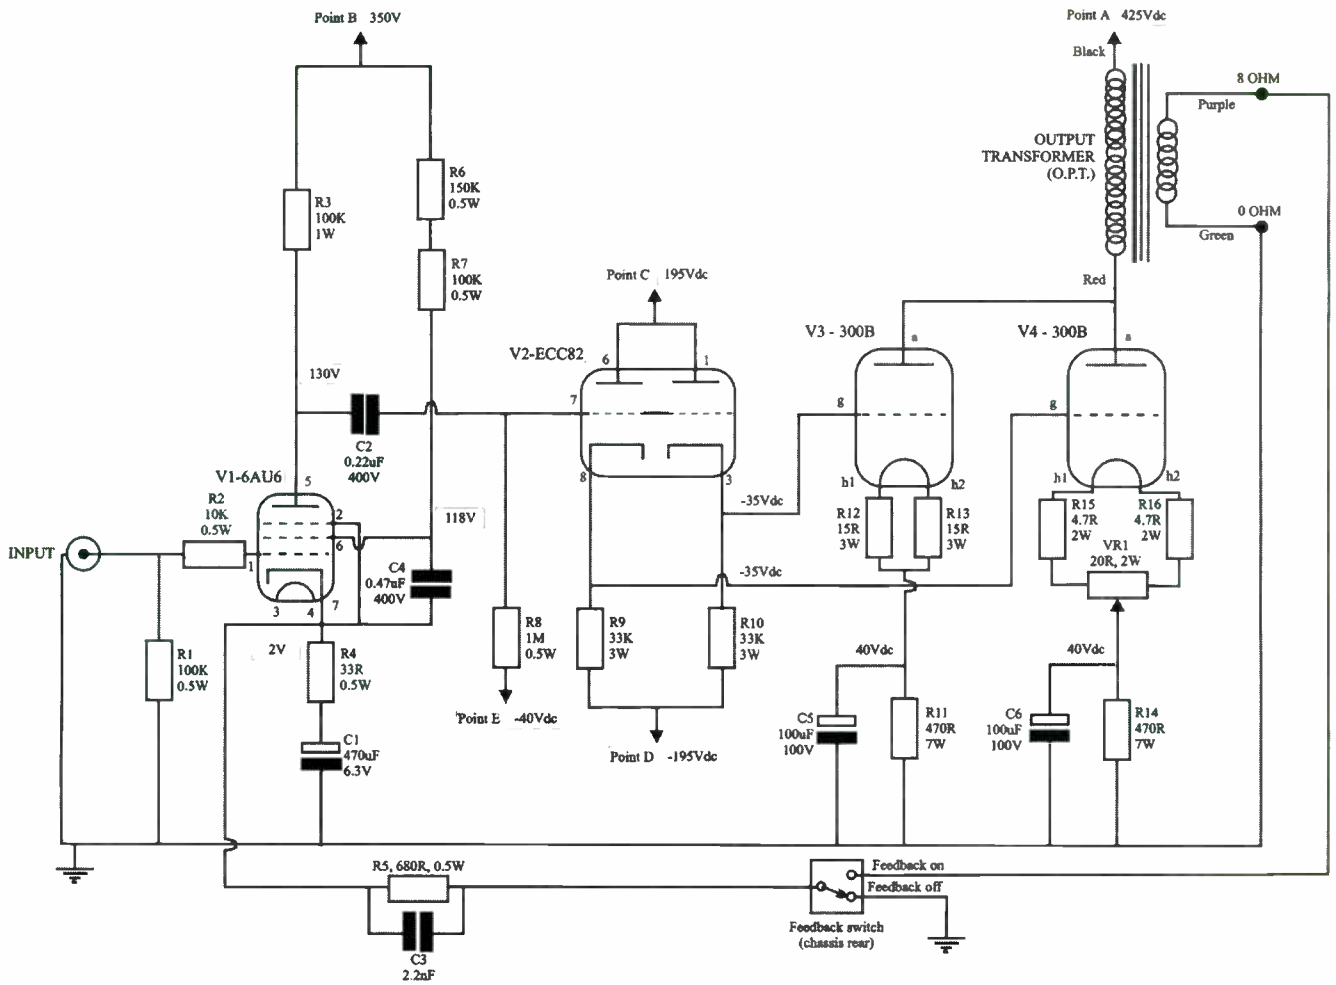 Point B 350V
Point A 425Vdc
Black
8 OHM
Purple
OUTPUT
TRANSFORMER
(O.P.T.)
0 OHM
Green
Red
R3
100K
1W
R6
150K
0.5W
R7
100K
0.5W
Point C 195Vdc
V2-ECC82
6
1
7
8
3
V3 - 300B
a
g
h1
h2
V4 - 300B
a
g
h1
h2
130V
C2
0.22uF
400V
V1-6AU6
5
2
6
1
3
4
7
118V
R2
10K
0.5W
INPUT
C4
0.47uF
400V
-35Vdc
-35Vdc
R12
15R
3W
R13
15R
3W
R15
4.7R
2W
R16
4.7R
2W
VR1
20R, 2W
R1
100K
0.5W
2V
R4
33R
0.5W
R8
1M
0.5W
R9
33K
3W
R10
33K
3W
40Vdc
40Vdc
Point E -40Vdc
Point D -195Vdc
C1
470uF
6.3V
C5
100uF
100V
R11
470R
7W
C6
100uF
100V
R14
470R
7W
R5, 680R, 0.5W
C3
2.2nF
Feedback on
Feedback off
Feedback switch
(chassis rear)